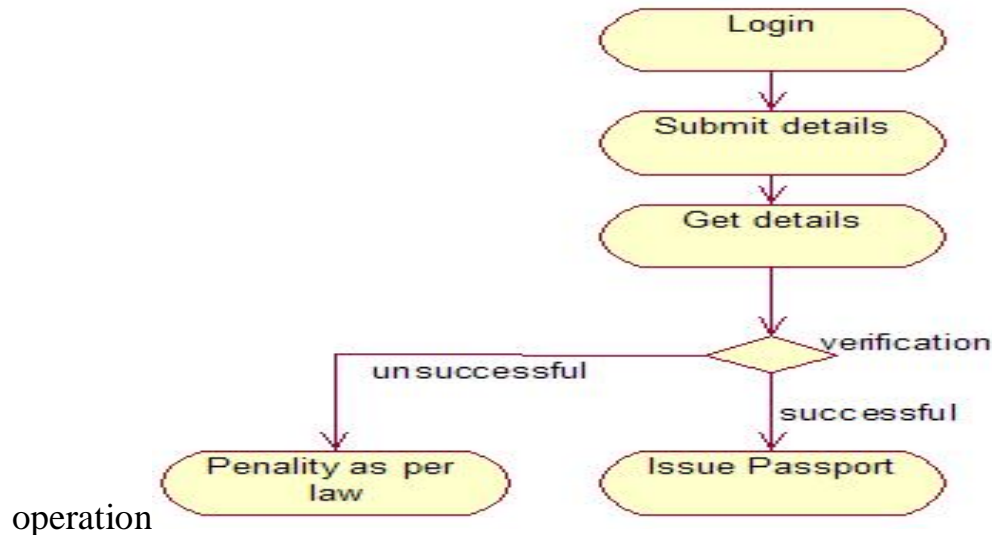 Login
Submit details
Get details
verification
unsuccessful
successful
Penality as per
law
Issue Passport
operation